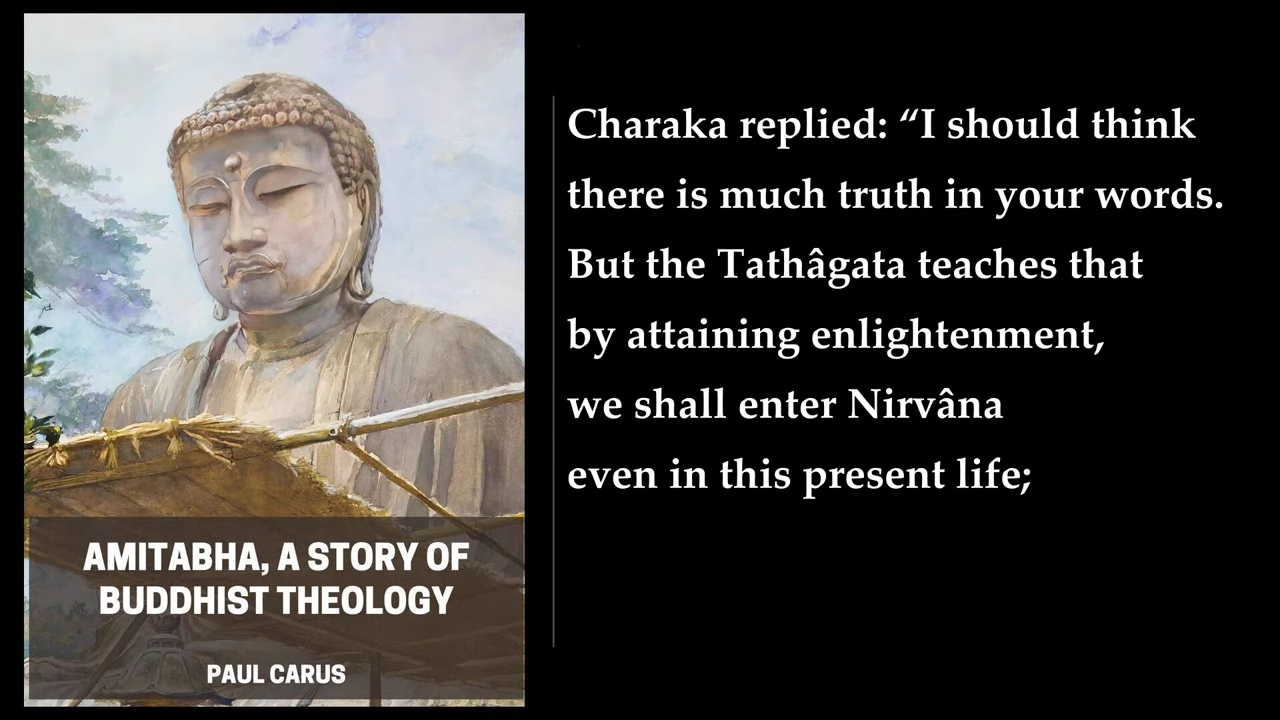 Charaka replied: “I should think
there is much truth in your words.
But the Tathâgata teaches that
by attaining enlightenment,
we shall enter Nirvâna
even in this present life;
AMITABHA, A STORY OF
BUDDHIST THEOLOGY
PAUL CARUS